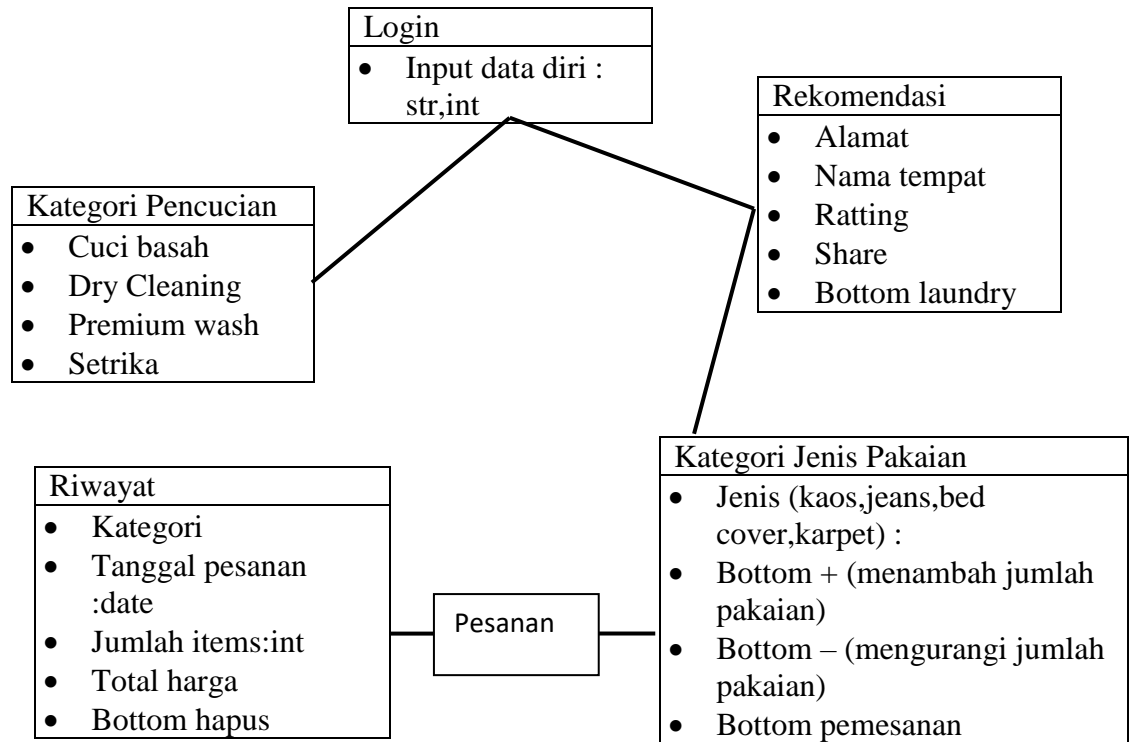 Login
• Input data diri :
str,int
Rekomendasi
• Alamat
• Nama tempat
• Ratting
• Share
• Bottom laundry
Kategori Pencucian
• Cuci basah
• Dry Cleaning
• Premium wash
• Setrika
Riwayat
• Kategori
• Tanggal pesanan
:date
• Jumlah items:int
• Total harga
• Bottom hapus
Pesanan
Kategori Jenis Pakaian
• Jenis (kaos,jeans,bed
cover,karpet) :
• Bottom + (menambah jumlah
pakaian)
• Bottom – (mengurangi jumlah
pakaian)
• Bottom pemesanan